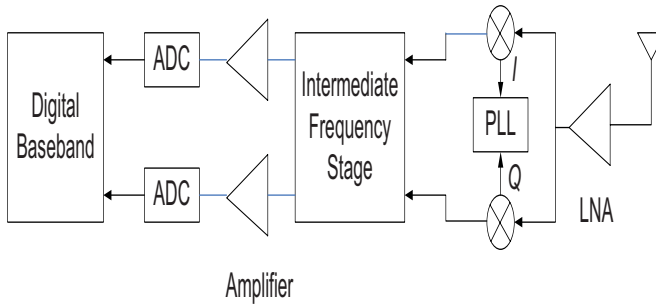 Digital
Baseband
ADC
ADC
Intermediate
Frequency
Stage
I
PLL
Q
LNA
Amplifier